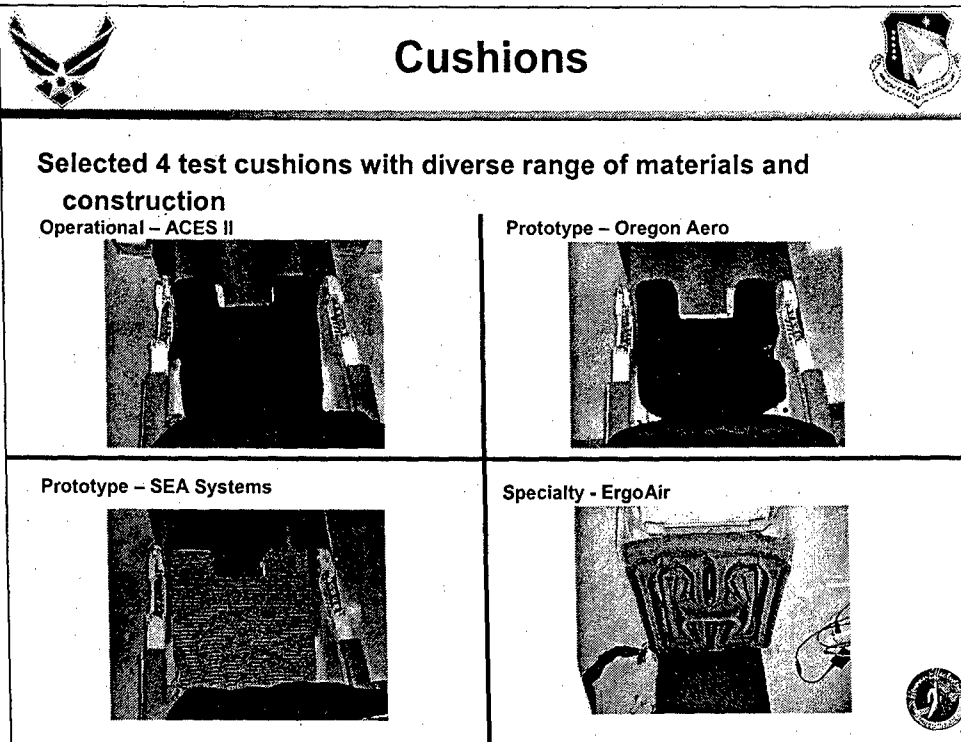 Cushions
Selected 4 test cushions with diverse range of materials and
construction
Operational – ACES II
Prototype – Oregon Aero
Prototype – SEA Systems
Specialty - ErgoAir